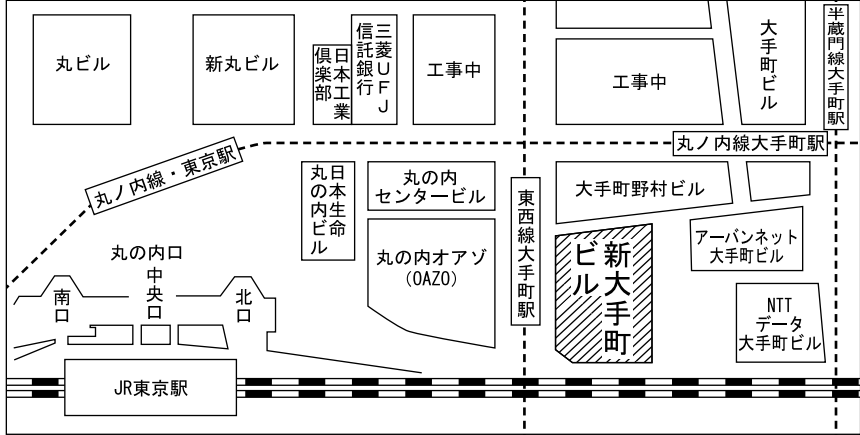 丸ビル
新丸ビル
日本工業
倶楽部
三菱UFJ
信託銀行
工事中
工事中
大手町ビル
半蔵門線大手町駅
丸ノ内線大手町駅
丸ノ内線・東京駅
日本生命
丸の内ビル
丸の内
センタービル
東西線大手町駅
大手町野村ビル
丸の内オアゾ
(OAZO)
新大手町
ビル
アーバンネット
大手町ビル
丸の内口
南口
中央口
北口
NTT
データ
大手町ビル
JR東京駅